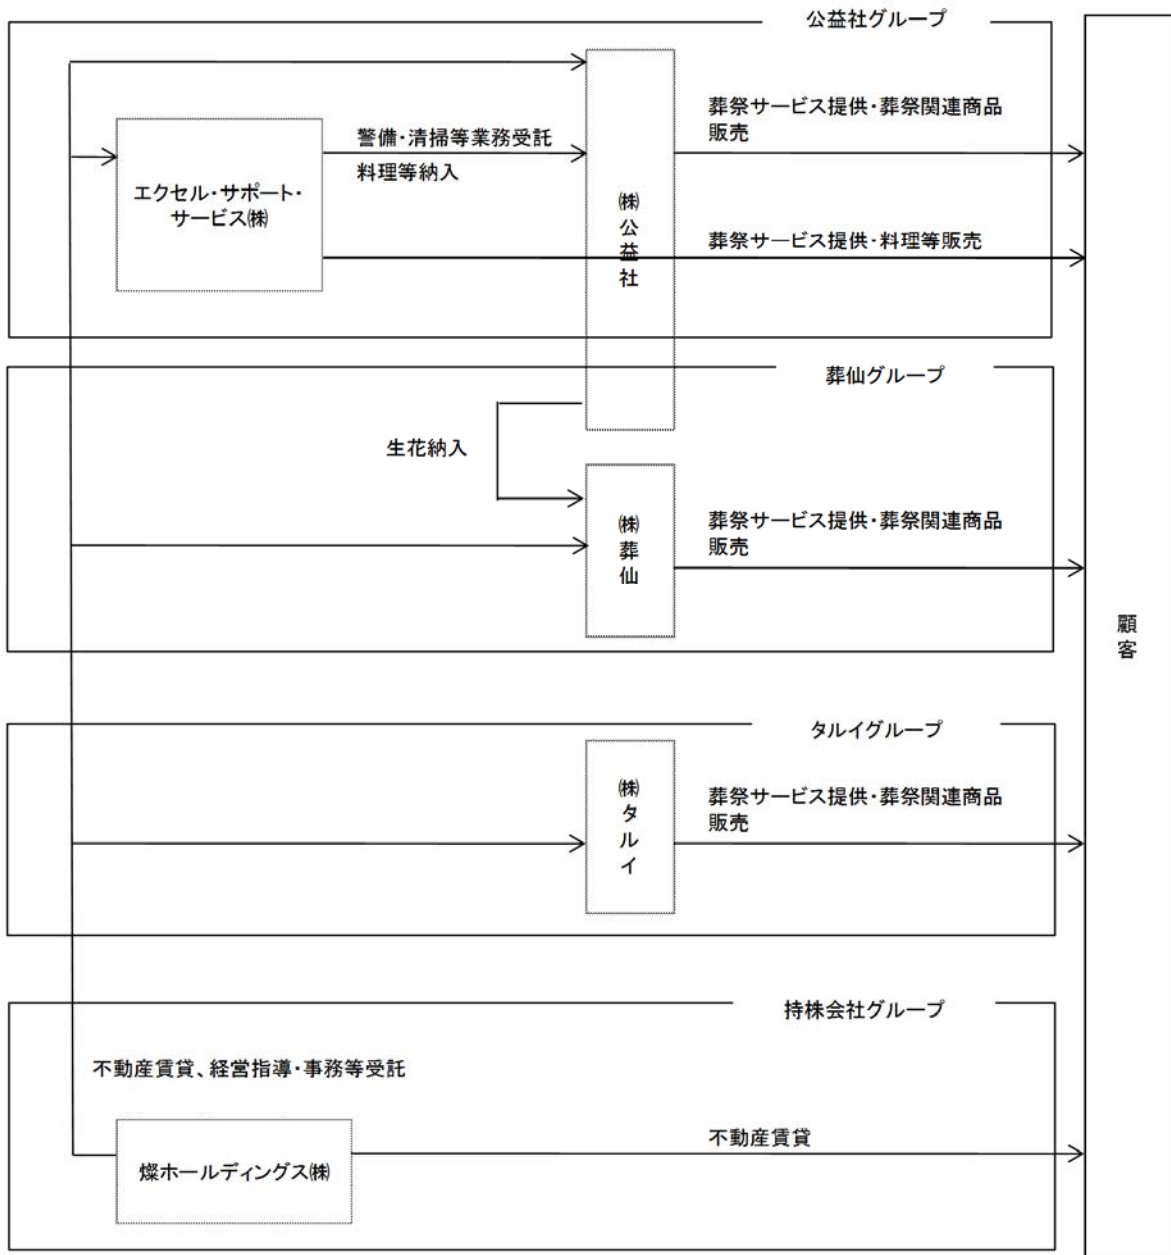 公益社グループ
葬祭サービス提供・葬祭関連商品
販売
警備・清掃等業務受託
料理等納入
エクセル・サポート・
サービス㈱
㈱公益社
葬祭サービス提供・料理等販売
葬仙グループ
生花納入
㈱葬仙
葬祭サービス提供・葬祭関連商品
販売
顧客
タルイグループ
㈱タルイ
葬祭サービス提供・葬祭関連商品
販売
持株会社グループ
不動産賃貸、経営指導・事務等受託
不動産賃貸
燦ホールディングス㈱